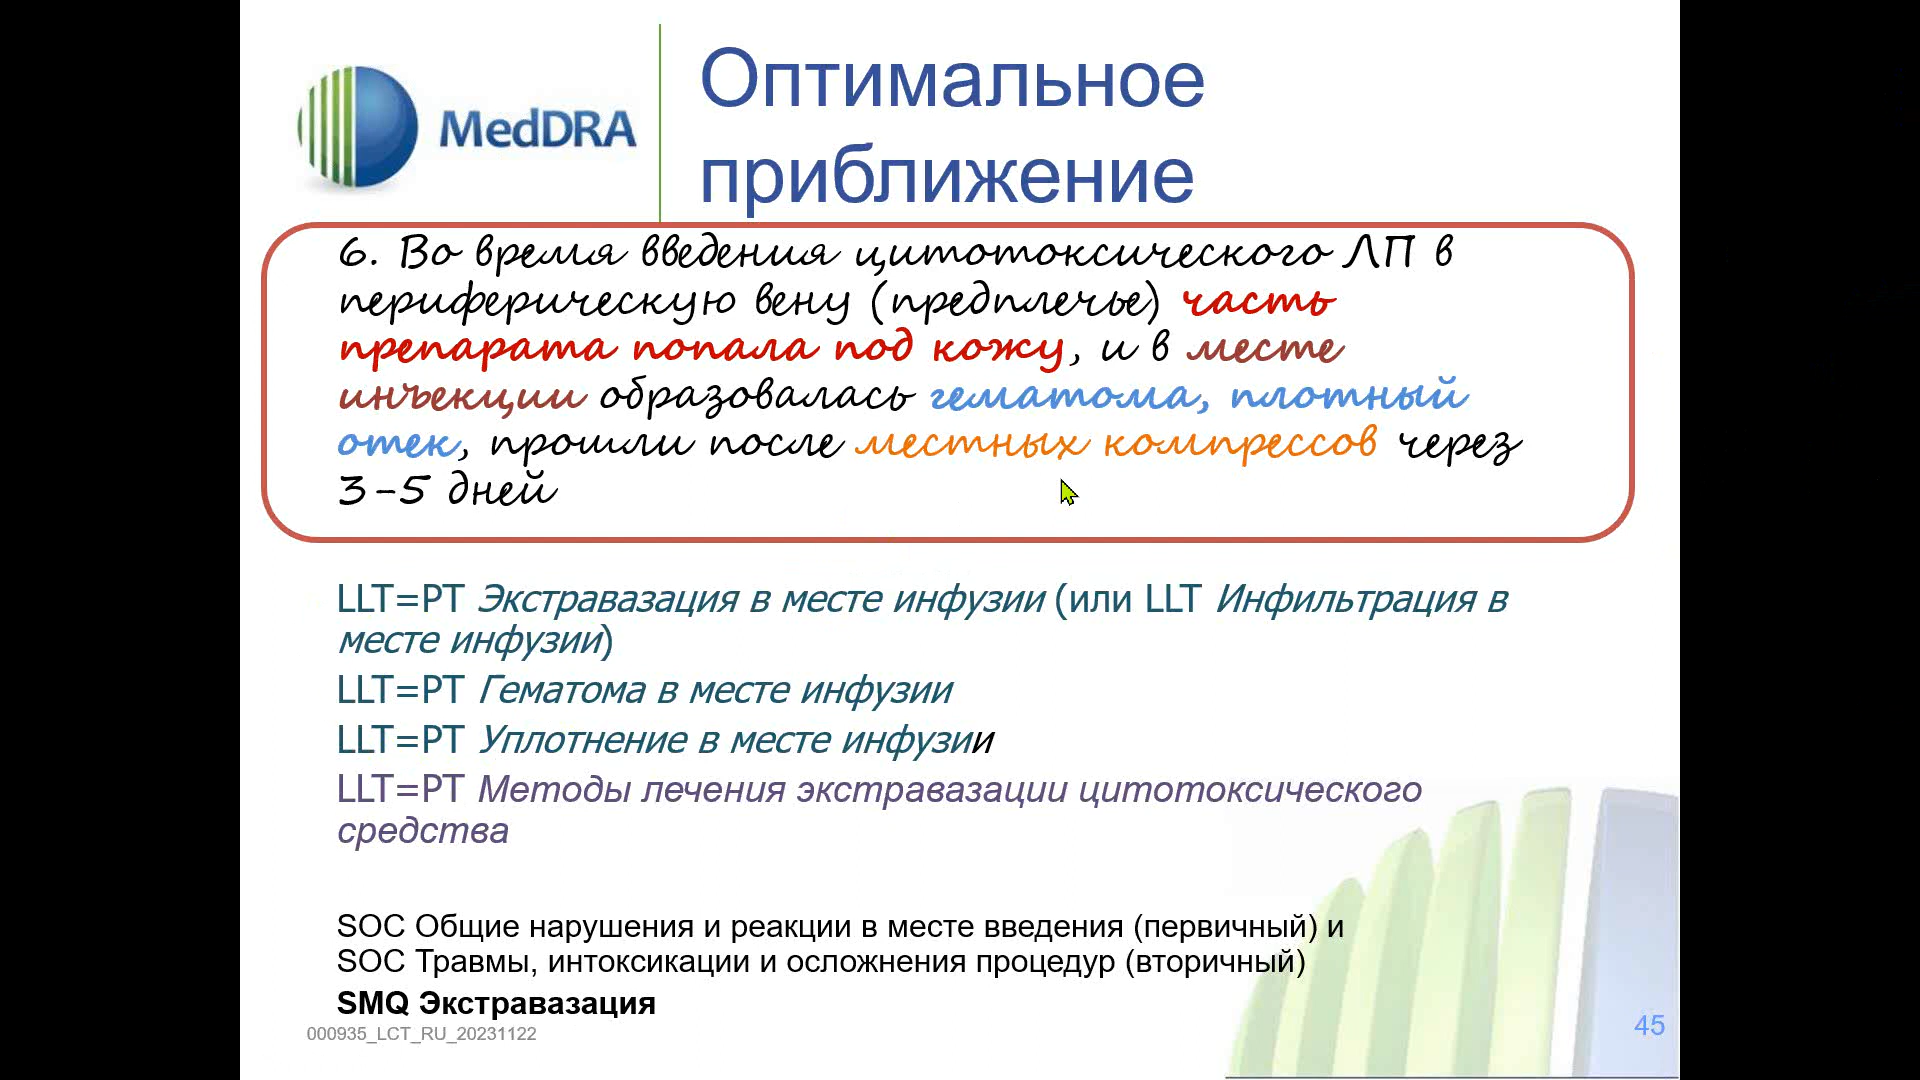 MedDRA
Оптимальное
приближение
6. Во время введения цитотоксического ЛП в
периферическую вену (предплечье) часть
препарата попала под кожу, и в месте
инъекции образовалась гематома, плотный
отек, прошли после местных компрессов через
3-5 дней
LLT=PT Экстравазация в месте инфузии (или LLT Инфильтрация в
месте инфузии)
LLT=PT Гематома в месте инфузии
LLT=PT Уплотнение в месте инфузии
LLT=PT Методы лечения экстравазации цитотоксического
средства
SOC Общие нарушения и реакции в месте введения (первичный) и
SOC Травмы, интоксикации и осложнения процедур (вторичный)
SMQ Экстравазация
000935_LCT_RU_20231122
45